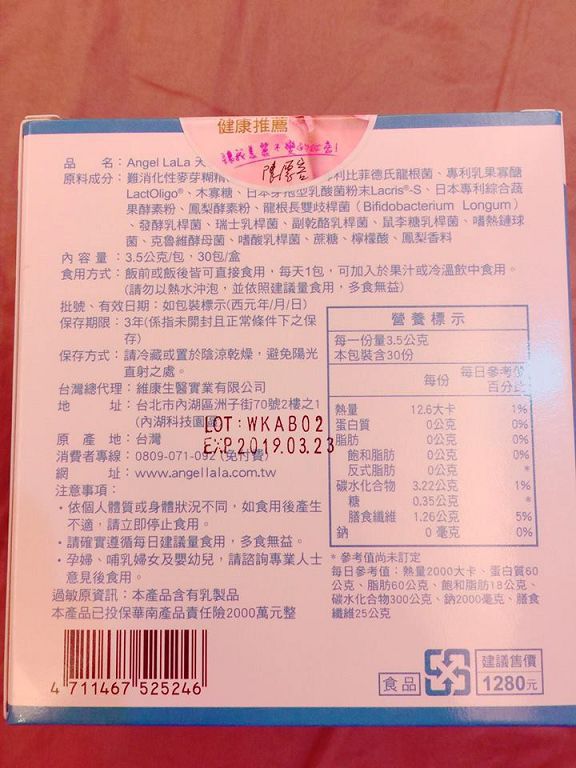 健康推薦
陳彥
品　　名：Angel LaLa 天
原料成分：難消化性麥芽糊精 利比菲德氏龍根菌、專利乳果寡醣
LactOligo®、木寡糖、日本芽孢型乳酸菌粉末Lacris®-S、日本專利綜合蔬
果酵素粉、鳳梨酵素粉、龍根長雙歧桿菌（Bifidobacterium Longum）
、發酵乳桿菌、瑞士乳桿菌、副乾酪乳桿菌、鼠李糖乳桿菌、嗜熱鏈球
菌、克魯維酵母菌、嗜酸乳桿菌、蔗糖、檸檬酸、鳳梨香料
內 容 量：3.5公克/包，30包/盒
食用方式：飯前或飯後皆可直接食用，每天1包，可加入於果汁或冷溫飲中食用。
(請勿以熱水沖泡，並依照建議量食用，多食無益)
批號、有效日期：如包裝標示(西元年/月/日)
保存期限：3年(係指未開封且正常條件下之保
存)
保存方式：請冷藏或置於陰涼乾燥，避免陽光
直射之處。
台灣總代理：維康生醫實業有限公司
地　　址：台北市內湖區洲子街70號2樓之1
(內湖科技園區)
LOT:WKAB02
原 產 地：台灣
EXP2019.03.23
消費者專線：0809-071-092 (免付費)
網　　址：www.angellala.com.tw
注意事項：
・依個人體質或身體狀況不同，如食用後產生
不適，請立即停止食用。
・請確實遵循每日建議量食用，多食無益。
・孕婦、哺乳婦女及嬰幼兒，請諮詢專業人士
意見後食用。
過敏原資訊：本產品含有乳製品
本產品已投保華南產品責任險2000萬元整
4 711467 525246
營養標示
每一份量3.5公克
本包裝含30份
每份 每日參考值
百分比
熱量 12.6大卡 1%
蛋白質 0公克 0%
脂肪 0公克 0%
飽和脂肪 0公克 0%
反式脂肪 0公克 *
碳水化合物 3.22公克 1%
糖 0.35公克 *
膳食纖維 1.26公克 5%
鈉 0 毫克 0%
* 參考值尚未訂定
每日參考值：熱量2000大卡、蛋白質60
公克、脂肪60公克、飽和脂肪18公克、
碳水化合物300公克、鈉2000毫克、膳食
纖維25公克
食品
建議售價
1280元